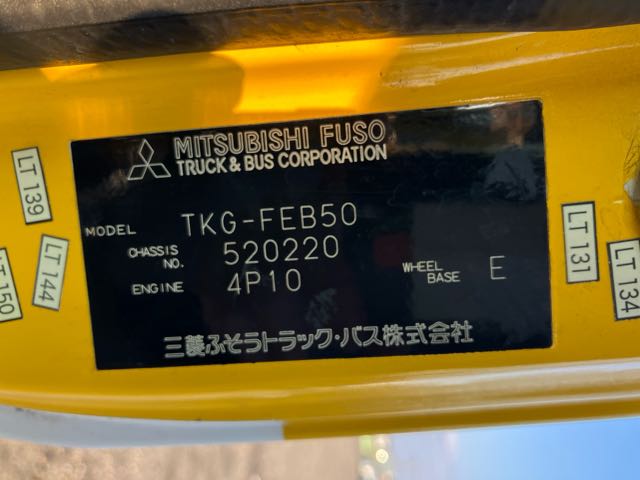 MITSUBISHI FUSO
TRUCK & BUS CORPORATION
MODEL TKG-FEB50
CHASSIS NO. 520220
ENGINE 4P10
WHEEL BASE E
三菱ふそうトラック・バス株式会社
LT 139
LT 144
LT 150
LT 131
LT 134